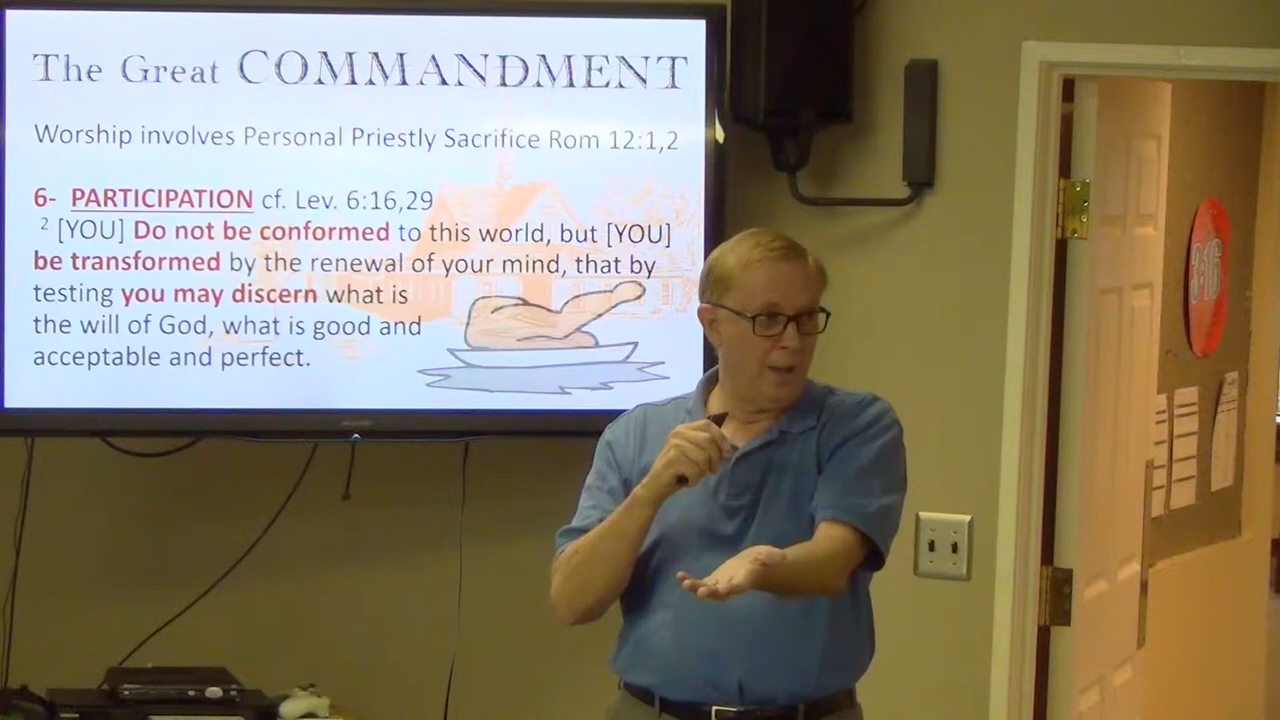 The Great COMMANDMENT
Worship involves Personal Priestly Sacrifice Rom 12:1,2
6- PARTICIPATION cf. Lev. 6:16,29
2 [YOU] Do not be conformed to this world, but [YOU]
be transformed by the renewal of your mind, that by
testing you may discern what is
the will of God, what is good and
acceptable and perfect.
3:16